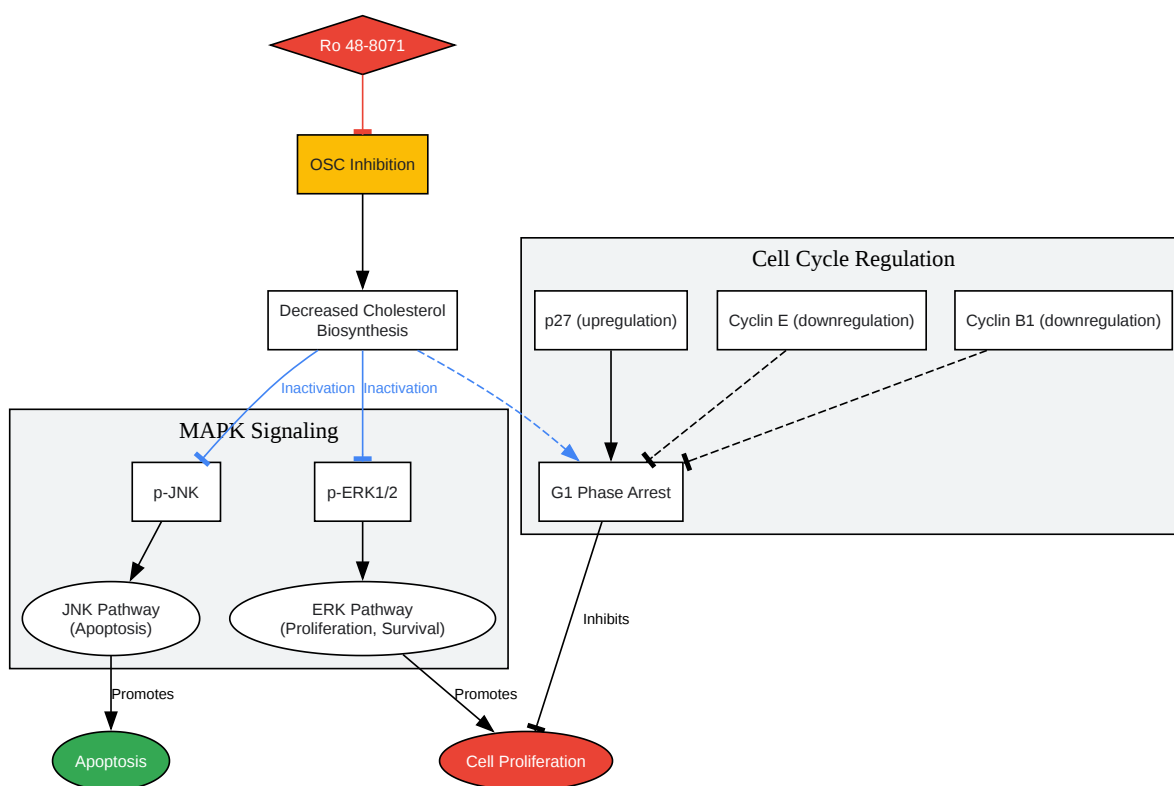 Ro 48-8071
OSC Inhibition
Cell Cycle Regulation
Decreased Cholesterol
Biosynthesis
p27 (upregulation)
Cyclin E (downregulation)
Cyclin B1 (downregulation)
Inactivation
Inactivation
MAPK Signaling
p-JNK
p-ERK1/2
G1 Phase Arrest
JNK Pathway
(Apoptosis)
ERK Pathway
(Proliferation, Survival)
Inhibits
Promotes
Promotes
Apoptosis
Cell Proliferation